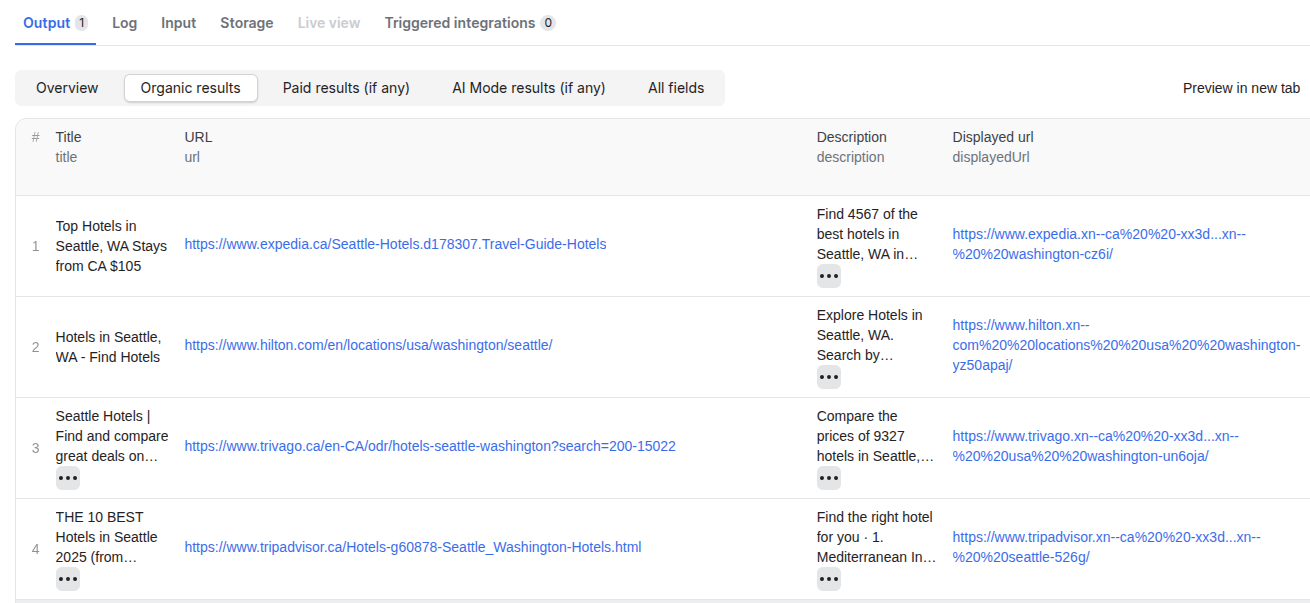 Output 1 Log Input Storage Live view Triggered integrations 0
Overview Organic results Paid results (if any) AI Mode results (if any) All fields Preview in new tab
# Title URL Description Displayed url
title url description displayedUrl
1
Top Hotels in
Seattle, WA Stays
from CA $105
https://www.expedia.ca/Seattle-Hotels.d178307.Travel-Guide-Hotels
Find 4567 of the
best hotels in
Seattle, WA in…
https://www.expedia.xn--ca%20%20-xx3d...xn--
%20%20washington-cz6i/
2
Hotels in Seattle,
WA - Find Hotels
https://www.hilton.com/en/locations/usa/washington/seattle/
Explore Hotels in
Seattle, WA.
Search by…
https://www.hilton.xn--
com%20%20locations%20%20usa%20%20washington-
yz50apaj/
3
Seattle Hotels |
Find and compare
great deals on…
https://www.trivago.ca/en-CA/odr/hotels-seattle-washington?search=200-15022
Compare the
prices of 9327
hotels in Seattle,…
https://www.trivago.xn--ca%20%20-xx3d...xn--
%20%20usa%20%20washington-un6oja/
4
THE 10 BEST
Hotels in Seattle
2025 (from…
https://www.tripadvisor.ca/Hotels-g60878-Seattle_Washington-Hotels.html
Find the right hotel
for you · 1.
Mediterranean In…
https://www.tripadvisor.xn--ca%20%20-xx3d...xn--
%20%20seattle-526g/